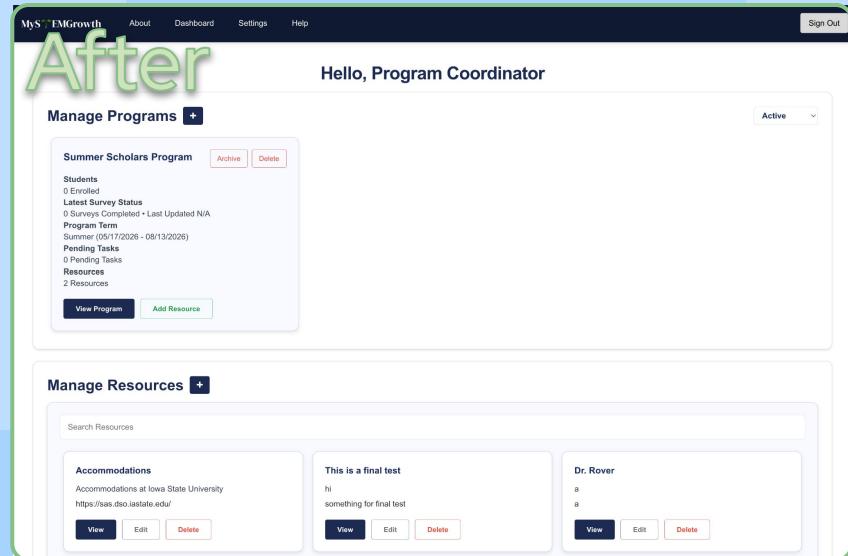 MySTEMGrowth About Dashboard Settings Help Sign Out
After
Hello, Program Coordinator
Manage Programs +
Active
Summer Scholars Program Archive Delete
Students
0 Enrolled
Latest Survey Status
0 Surveys Completed • Last Updated N/A
Program Term
Summer (05/17/2026 - 08/13/2026)
Pending Tasks
0 Pending Tasks
Resources
2 Resources
View Program Add Resource
Manage Resources +
Search Resources
Accommodations
Accommodations at Iowa State University
https://sas.dso.iastate.edu/
View Edit Delete
This is a final test
hi
something for final test
View Edit Delete
Dr. Rover
a
a
View Edit Delete